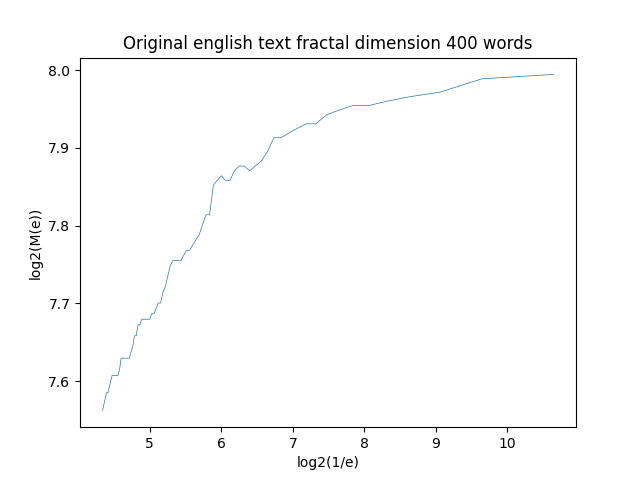 Original english text fractal dimension 400 words
8.0
7.9
7.8
7.7
7.6
log2(M(e))
5 6 7 8 9 10
log2(1/e)